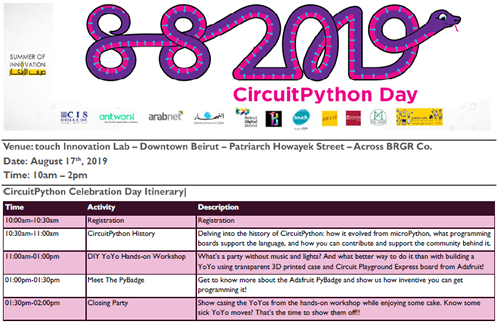 8-8-2019
SUMMER OF
INNOVATION
صيف الابتكار
CircuitPython Day
CIS
COLLEGE
antwork
arabnet
Beirut
Digital
District
touch
Venue: touch Innovation Lab – Downtown Beirut – Patriarch Howayek Street – Across BRGR Co.
Date: August 17th, 2019
Time: 10am – 2pm
CircuitPython Celebration Day Itinerary
Time Activity Description
10:00am-10:30am Registration Registration
10:30am-11:00am CircuitPython History Delving into the history of CircuitPython: how it evolved from microPython, what programming
boards support the language, and how you can contribute and support the community behind it.
11:00am-01:00pm DIY YoYo Hands-on Workshop What's a party without music and lights? And what better way to do it than with building a
YoYo using transparent 3D printed case and Circuit Playground Express board from Adafruit!
01:00pm-01:30pm Meet The PyBadge Get to know more about the Adafruit PyBadge and show us how inventive you can get
programming it!
01:30pm-02:00pm Closing Party Show casing the YoYos from the hands-on workshop while enjoying some cake. Know some
sick YoYo moves? That's the time to show them off!!